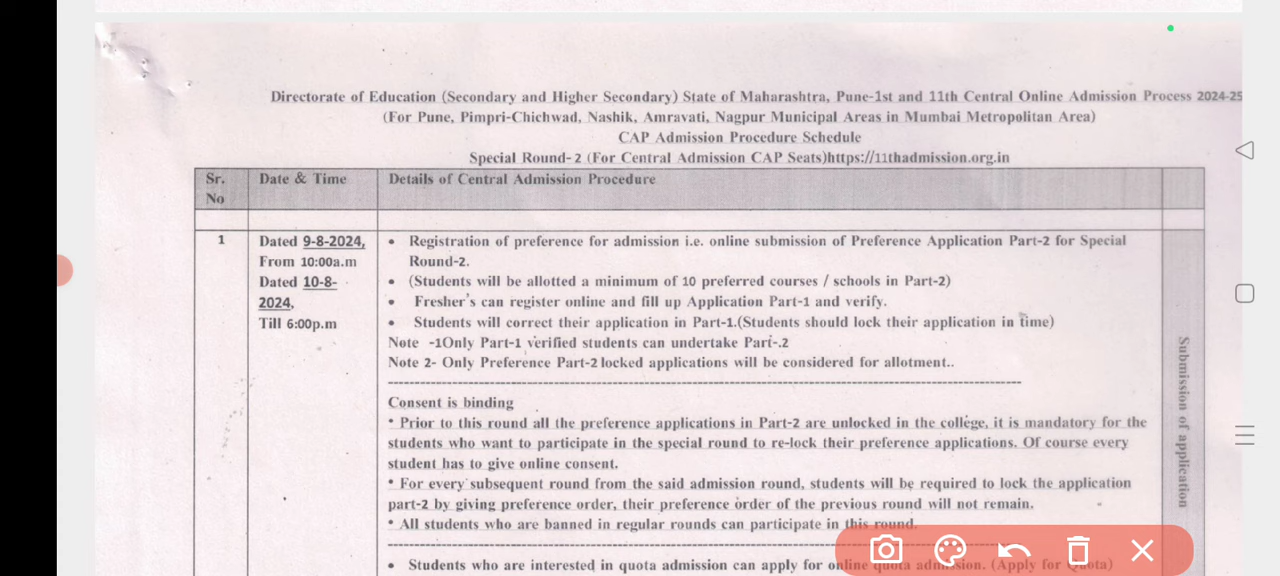 Directorate of Education (Secondary and Higher Secondary) State of Maharashtra, Pune-1st and 11th Central Online Admission Process 2024-25
(For Pune, Pimpri-Chichwad, Nashik, Amravati, Nagpur Municipal Areas in Mumbai Metropolitan Area)
CAP Admission Procedure Schedule
Special Round- 2 (For Central Admission CAP Seats)https://11thadmission.org.in
Sr. No
Date & Time
Details of Central Admission Procedure
1
Dated 9-8-2024,
From 10:00a.m
Dated 10-8-
2024,
Till 6:00p.m
• Registration of preference for admission i.e. online submission of Preference Application Part-2 for Special
Round-2.
• (Students will be allotted a minimum of 10 preferred courses / schools in Part-2)
• Fresher's can register online and fill up Application Part-1 and verify.
• Students will correct their application in Part-1.(Students should lock their application in time)
Note -1Only Part-1 verified students can undertake Part-.2
Note 2- Only Preference Part-2 locked applications will be considered for allotment..
Consent is binding
* Prior to this round all the preference applications in Part-2 are unlocked in the college, it is mandatory for the
students who want to participate in the special round to re-lock their preference applications. Of course every
student has to give online consent.
* For every subsequent round from the said admission round, students will be required to lock the application
part-2 by giving preference order, their preference order of the previous round will not remain.
* All students who are banned in regular rounds can participate in this round.
• Students who are interested in quota admission can apply for online quota admission. (Apply for Quota)
Submission of application